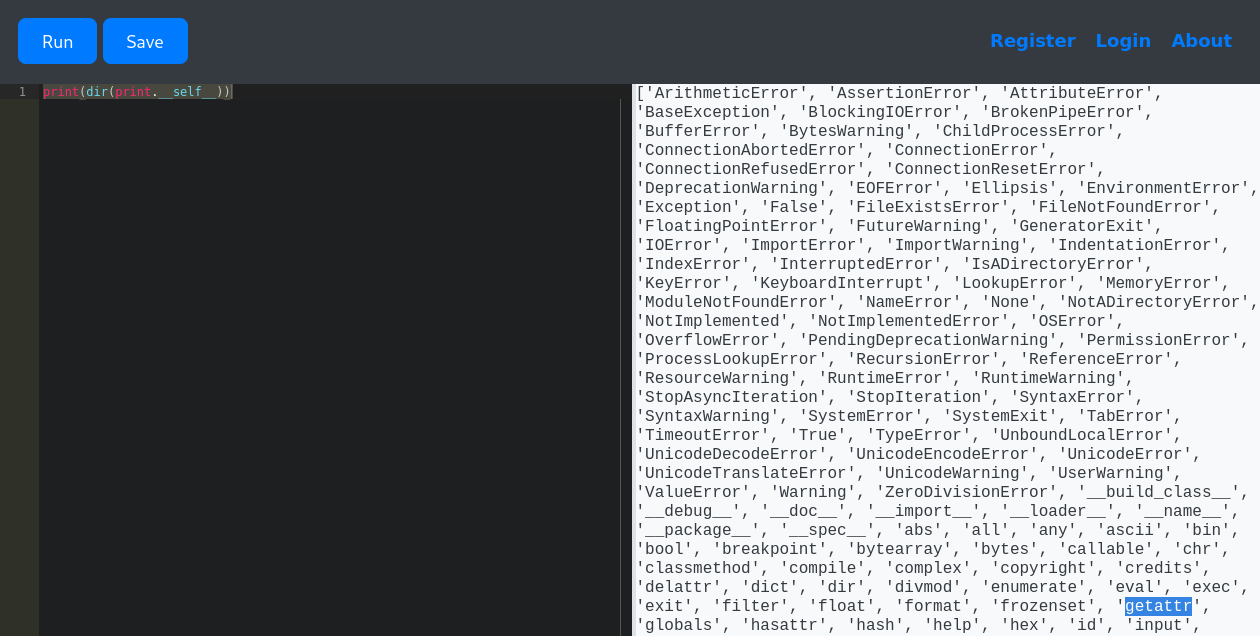 Run Save Register Login About
1 print(dir(print.__self__))
['ArithmeticError', 'AssertionError', 'AttributeError',
'BaseException', 'BlockingIOError', 'BrokenPipeError',
'BufferError', 'BytesWarning', 'ChildProcessError',
'ConnectionAbortedError', 'ConnectionError',
'ConnectionRefusedError', 'ConnectionResetError',
'DeprecationWarning', 'EOFError', 'Ellipsis', 'EnvironmentError',
'Exception', 'False', 'FileExistsError', 'FileNotFoundError',
'FloatingPointError', 'FutureWarning', 'GeneratorExit',
'IOError', 'ImportError', 'ImportWarning', 'IndentationError',
'IndexError', 'InterruptedError', 'IsADirectoryError',
'KeyError', 'KeyboardInterrupt', 'LookupError', 'MemoryError',
'ModuleNotFoundError', 'NameError', 'None', 'NotADirectoryError',
'NotImplemented', 'NotImplementedError', 'OSError',
'OverflowError', 'PendingDeprecationWarning', 'PermissionError',
'ProcessLookupError', 'RecursionError', 'ReferenceError',
'ResourceWarning', 'RuntimeError', 'RuntimeWarning',
'StopAsyncIteration', 'StopIteration', 'SyntaxError',
'SyntaxWarning', 'SystemError', 'SystemExit', 'TabError',
'TimeoutError', 'True', 'TypeError', 'UnboundLocalError',
'UnicodeDecodeError', 'UnicodeEncodeError', 'UnicodeError',
'UnicodeTranslateError', 'UnicodeWarning', 'UserWarning',
'ValueError', 'Warning', 'ZeroDivisionError', '__build_class__',
'__debug__', '__doc__', '__import__', '__loader__', '__name__',
'__package__', '__spec__', 'abs', 'all', 'any', 'ascii', 'bin',
'bool', 'breakpoint', 'bytearray', 'bytes', 'callable', 'chr',
'classmethod', 'compile', 'complex', 'copyright', 'credits',
'delattr', 'dict', 'dir', 'divmod', 'enumerate', 'eval', 'exec',
'exit', 'filter', 'float', 'format', 'frozenset', 'getattr',
'globals', 'hasattr', 'hash', 'help', 'hex', 'id', 'input',